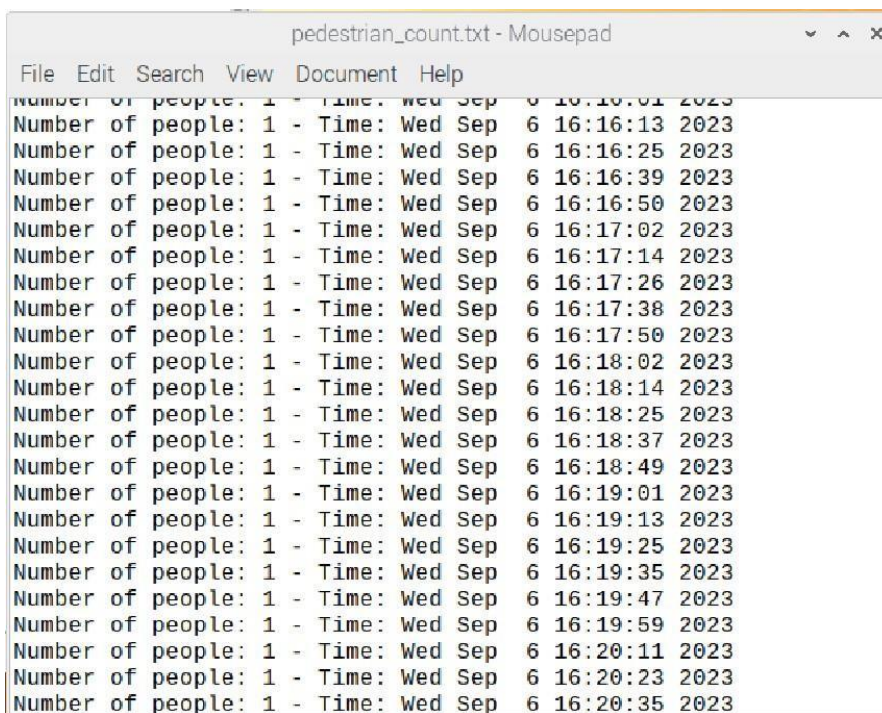 pedestrian_count.txt - Mousepad
File Edit Search View Document Help
Number of people: 1 - Time: Wed Sep  6 16:16:01 2023
Number of people: 1 - Time: Wed Sep  6 16:16:13 2023
Number of people: 1 - Time: Wed Sep  6 16:16:25 2023
Number of people: 1 - Time: Wed Sep  6 16:16:39 2023
Number of people: 1 - Time: Wed Sep  6 16:16:50 2023
Number of people: 1 - Time: Wed Sep  6 16:17:02 2023
Number of people: 1 - Time: Wed Sep  6 16:17:14 2023
Number of people: 1 - Time: Wed Sep  6 16:17:26 2023
Number of people: 1 - Time: Wed Sep  6 16:17:38 2023
Number of people: 1 - Time: Wed Sep  6 16:17:50 2023
Number of people: 1 - Time: Wed Sep  6 16:18:02 2023
Number of people: 1 - Time: Wed Sep  6 16:18:14 2023
Number of people: 1 - Time: Wed Sep  6 16:18:25 2023
Number of people: 1 - Time: Wed Sep  6 16:18:37 2023
Number of people: 1 - Time: Wed Sep  6 16:18:49 2023
Number of people: 1 - Time: Wed Sep  6 16:19:01 2023
Number of people: 1 - Time: Wed Sep  6 16:19:13 2023
Number of people: 1 - Time: Wed Sep  6 16:19:25 2023
Number of people: 1 - Time: Wed Sep  6 16:19:35 2023
Number of people: 1 - Time: Wed Sep  6 16:19:47 2023
Number of people: 1 - Time: Wed Sep  6 16:19:59 2023
Number of people: 1 - Time: Wed Sep  6 16:20:11 2023
Number of people: 1 - Time: Wed Sep  6 16:20:23 2023
Number of people: 1 - Time: Wed Sep  6 16:20:35 2023